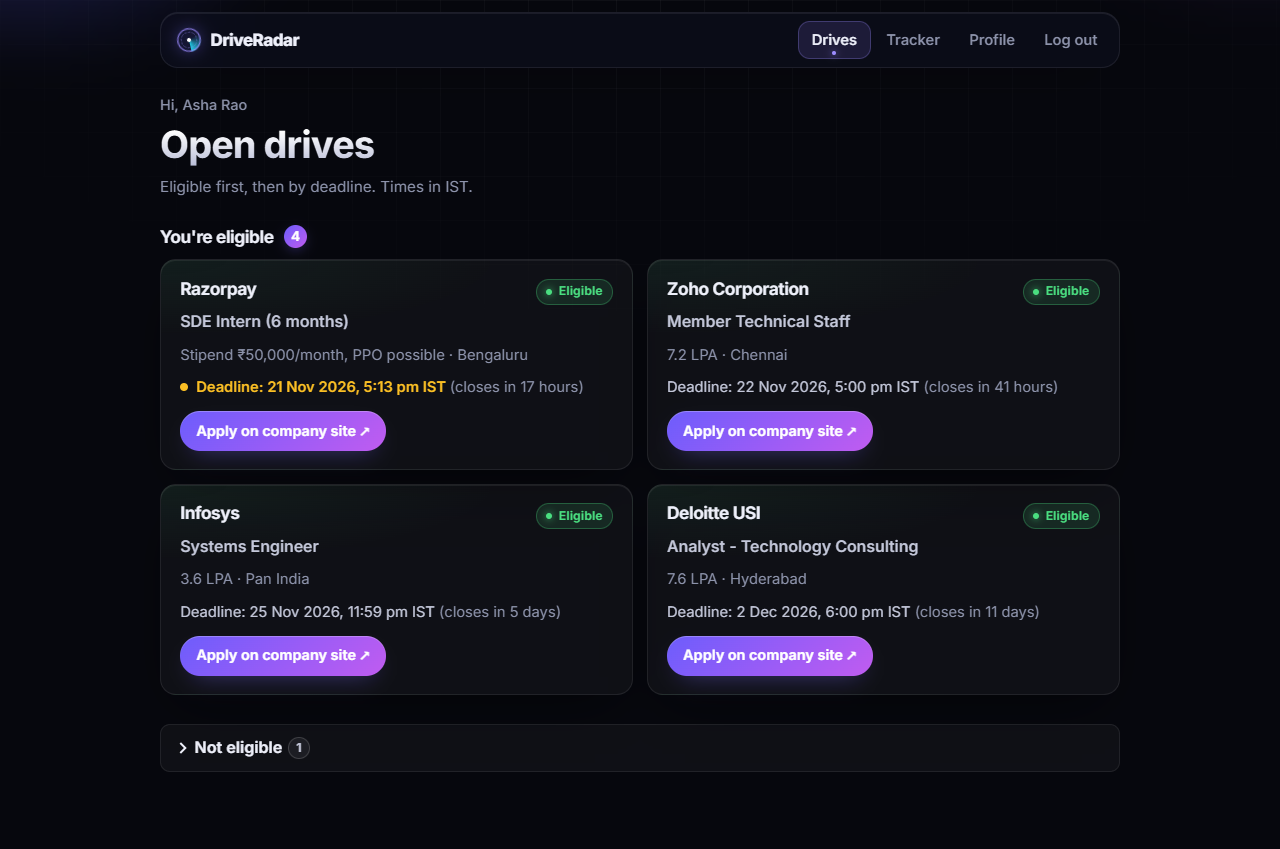 DriveRadar
Drives
Tracker
Profile
Log out
Hi, Asha Rao
Open drives
Eligible first, then by deadline. Times in IST.
You're eligible 4
Razorpay
Eligible
SDE Intern (6 months)
Stipend ₹50,000/month, PPO possible · Bengaluru
Deadline: 21 Nov 2026, 5:13 pm IST (closes in 17 hours)
Apply on company site ↗
Zoho Corporation
Eligible
Member Technical Staff
7.2 LPA · Chennai
Deadline: 22 Nov 2026, 5:00 pm IST (closes in 41 hours)
Apply on company site ↗
Infosys
Eligible
Systems Engineer
3.6 LPA · Pan India
Deadline: 25 Nov 2026, 11:59 pm IST (closes in 5 days)
Apply on company site ↗
Deloitte USI
Eligible
Analyst - Technology Consulting
7.6 LPA · Hyderabad
Deadline: 2 Dec 2026, 6:00 pm IST (closes in 11 days)
Apply on company site ↗
Not eligible 1